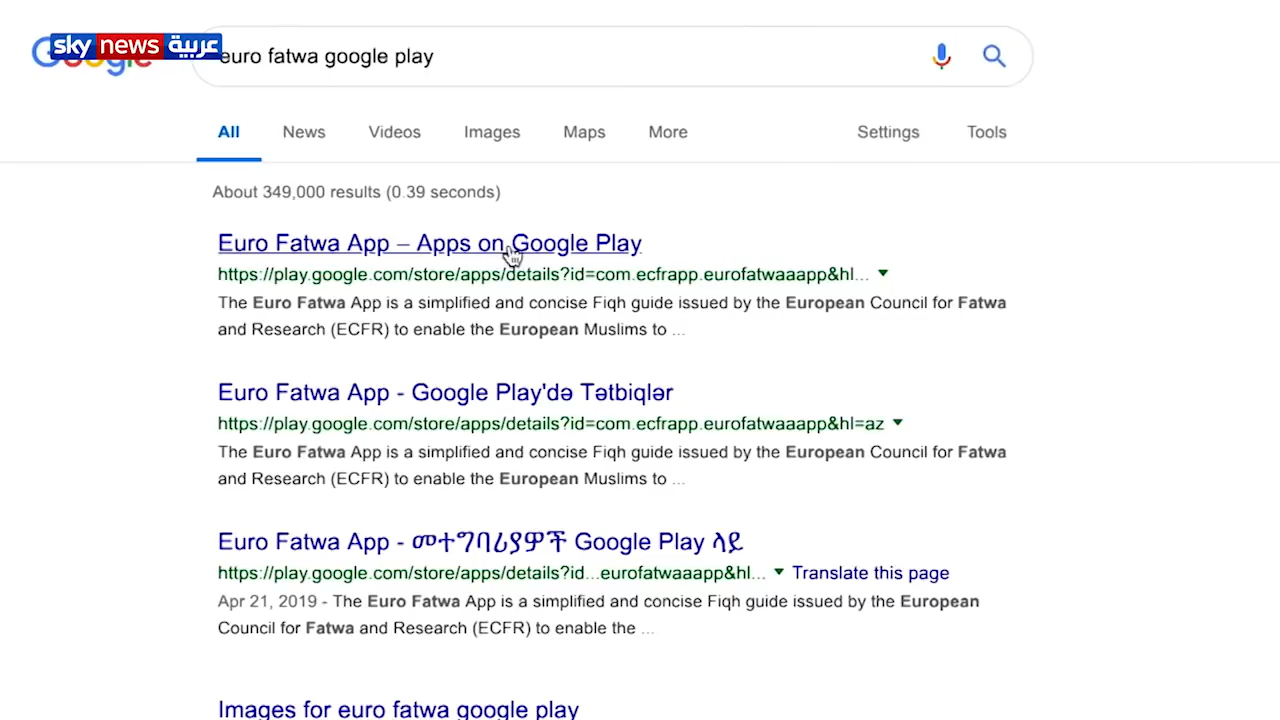 sky news عربية
euro fatwa google play
All News Videos Images Maps More Settings Tools
About 349,000 results (0.39 seconds)
Euro Fatwa App – Apps on Google Play
https://play.google.com/store/apps/details?id=com.ecfrapp.eurofatwaaapp&hl...
The Euro Fatwa App is a simplified and concise Fiqh guide issued by the European Council for Fatwa
and Research (ECFR) to enable the European Muslims to ...
Euro Fatwa App - Google Play'də Tətbiqlər
https://play.google.com/store/apps/details?id=com.ecfrapp.eurofatwaaapp&hl=az
The Euro Fatwa App is a simplified and concise Fiqh guide issued by the European Council for Fatwa
and Research (ECFR) to enable the European Muslims to ...
Euro Fatwa App - መተግባሪያዎች Google Play ላይ
https://play.google.com/store/apps/details?id...eurofatwaaapp&hl... Translate this page
Apr 21, 2019 - The Euro Fatwa App is a simplified and concise Fiqh guide issued by the European
Council for Fatwa and Research (ECFR) to enable the ...
Images for euro fatwa google play